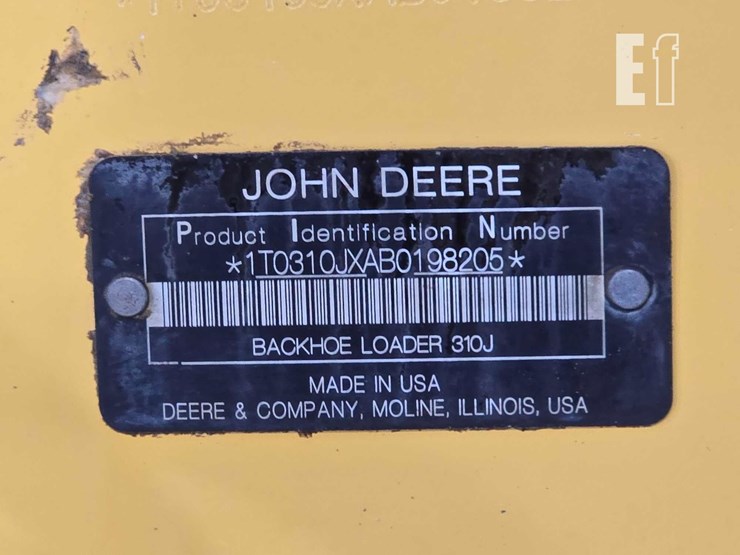 Ef
JOHN DEERE
Product Identification Number
*1T0310JXAB0198205*
BACKHOE LOADER 310J
MADE IN USA
DEERE & COMPANY, MOLINE, ILLINOIS, USA